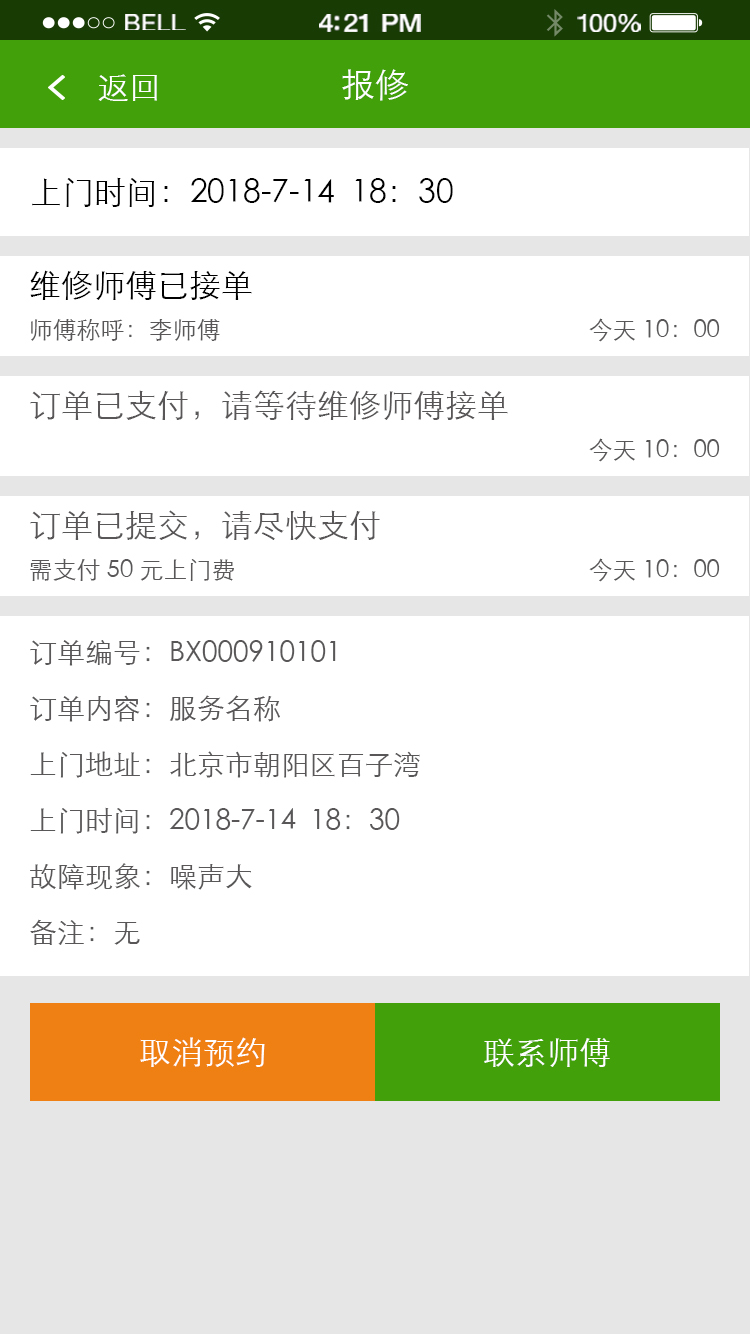 BELL 4:21 PM 100%
返回 报修
上门时间：2018-7-14 18：30
维修师傅已接单
师傅称呼：李师傅 今天 10：00
订单已支付，请等待维修师傅接单
今天 10：00
订单已提交，请尽快支付
需支付 50 元上门费 今天 10：00
订单编号：BX000910101
订单内容：服务名称
上门地址：北京市朝阳区百子湾
上门时间：2018-7-14 18：30
故障现象：噪声大
备注：无
取消预约 联系师傅